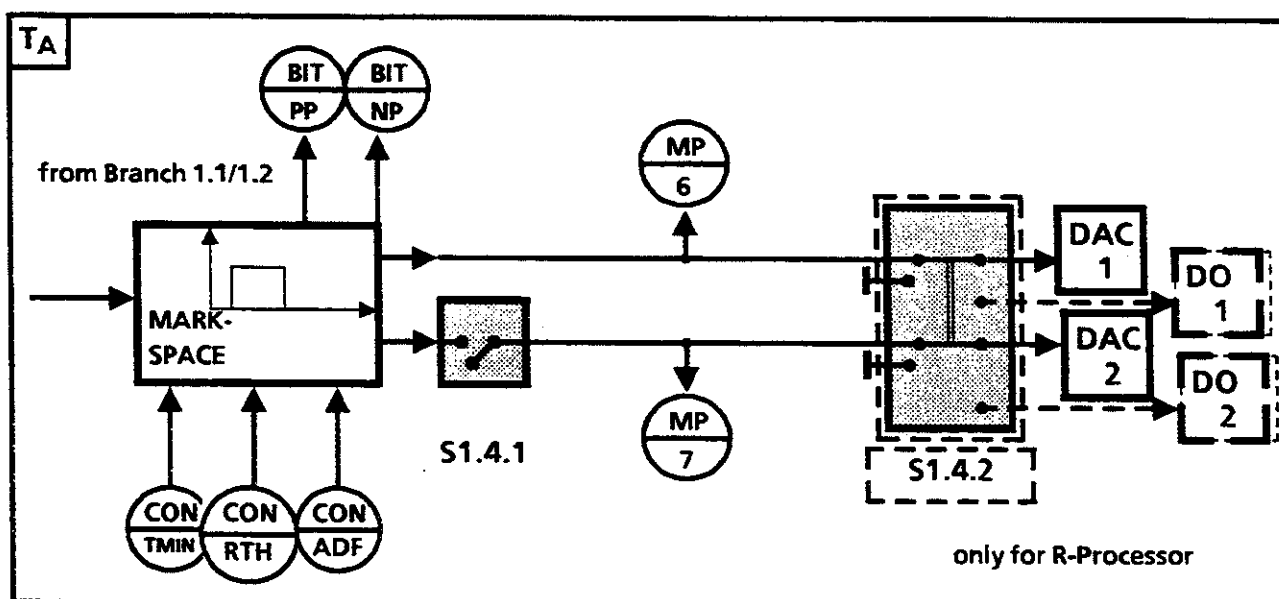 TA
BIT BIT
PP NP
from Branch 1.1/1.2
MP
6
MARK-
SPACE
DAC
1
DO
1
DAC
2
DO
2
S1.4.1
MP
7
S1.4.2
CON CON CON
TMIN RTH ADF
only for R-Processor